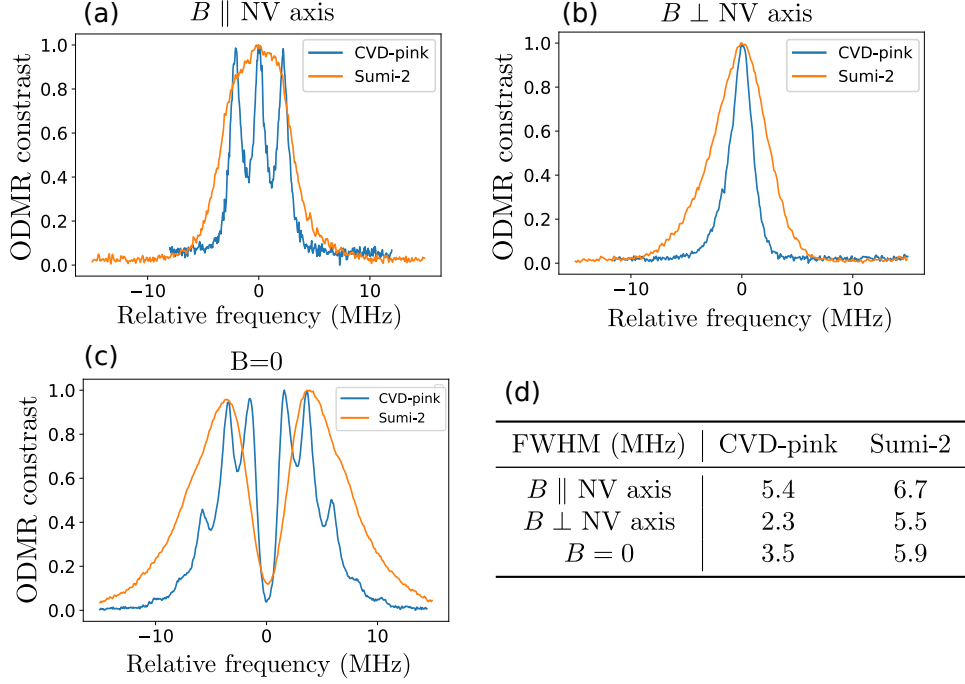 (a)
B ∥ NV axis
1.0
0.8
0.6
0.4
0.2
0.0
ODMR constrast
CVD-pink
Sumi-2
−10
0
10
Relative frequency (MHz)
(b)
B ⊥ NV axis
1.0
0.8
0.6
0.4
0.2
0.0
ODMR constrast
CVD-pink
Sumi-2
−10
0
10
Relative frequency (MHz)
(c)
B=0
1.0
0.8
0.6
0.4
0.2
0.0
ODMR constrast
CVD-pink
Sumi-2
−10
0
10
Relative frequency (MHz)
(d)
FWHM (MHz) CVD-pink Sumi-2
B ∥ NV axis 5.4 6.7
B ⊥ NV axis 2.3 5.5
B = 0 3.5 5.9